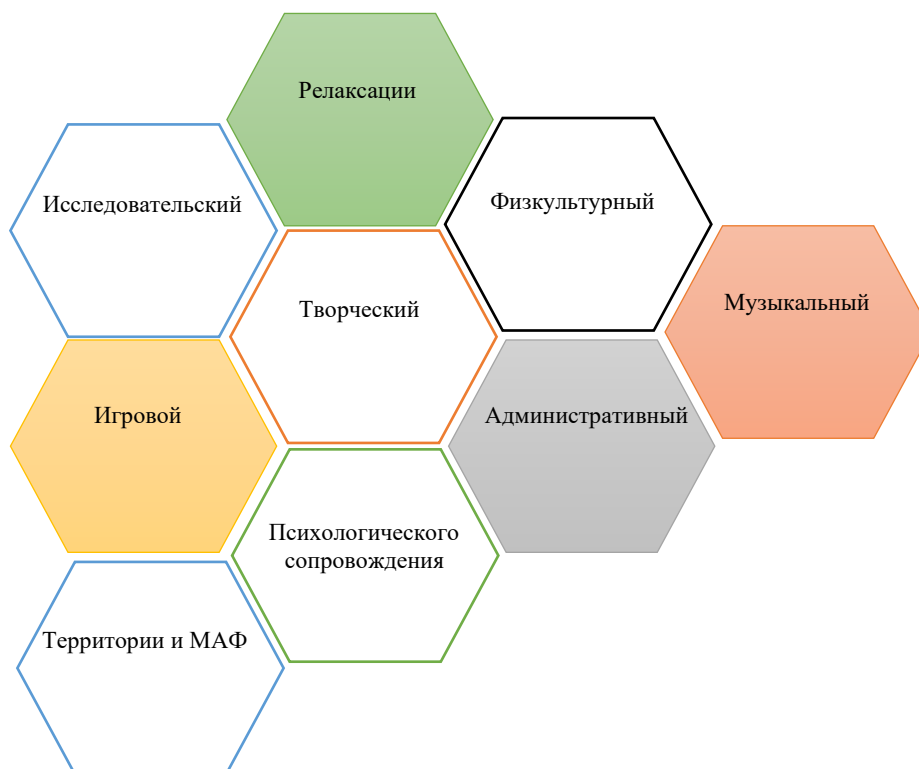 Релаксации
Исследовательский
Физкультурный
Музыкальный
Творческий
Игровой
Административный
Психологического
сопровождения
Территории и МАФ